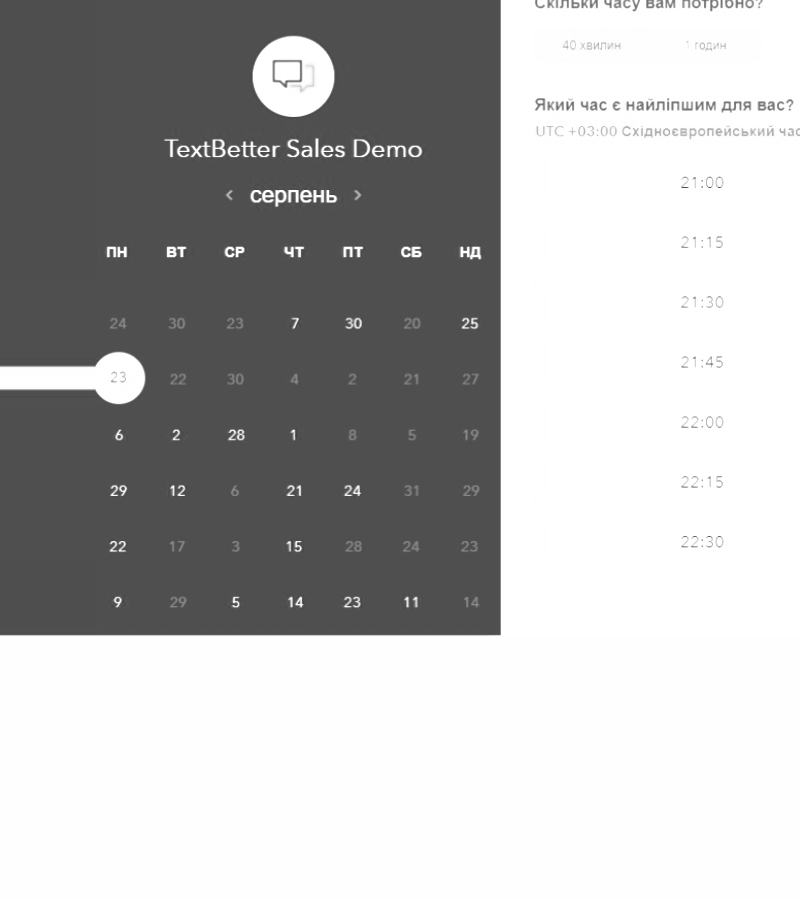 TextBetter Sales Demo
‹ серпень ›
ПН ВТ СР ЧТ ПТ СБ НД
24 30 23 7 30 20 25
23 22 30 4 2 21 27
6 2 28 1 8 5 19
29 12 6 21 24 31 29
22 17 3 15 28 24 23
9 29 5 14 23 11 14
Скільки часу вам потрібно?
40 хвилин 1 годин
Який час є найліпшим для вас?
UTC +03:00 Східноєвропейський час
21:00
21:15
21:30
21:45
22:00
22:15
22:30